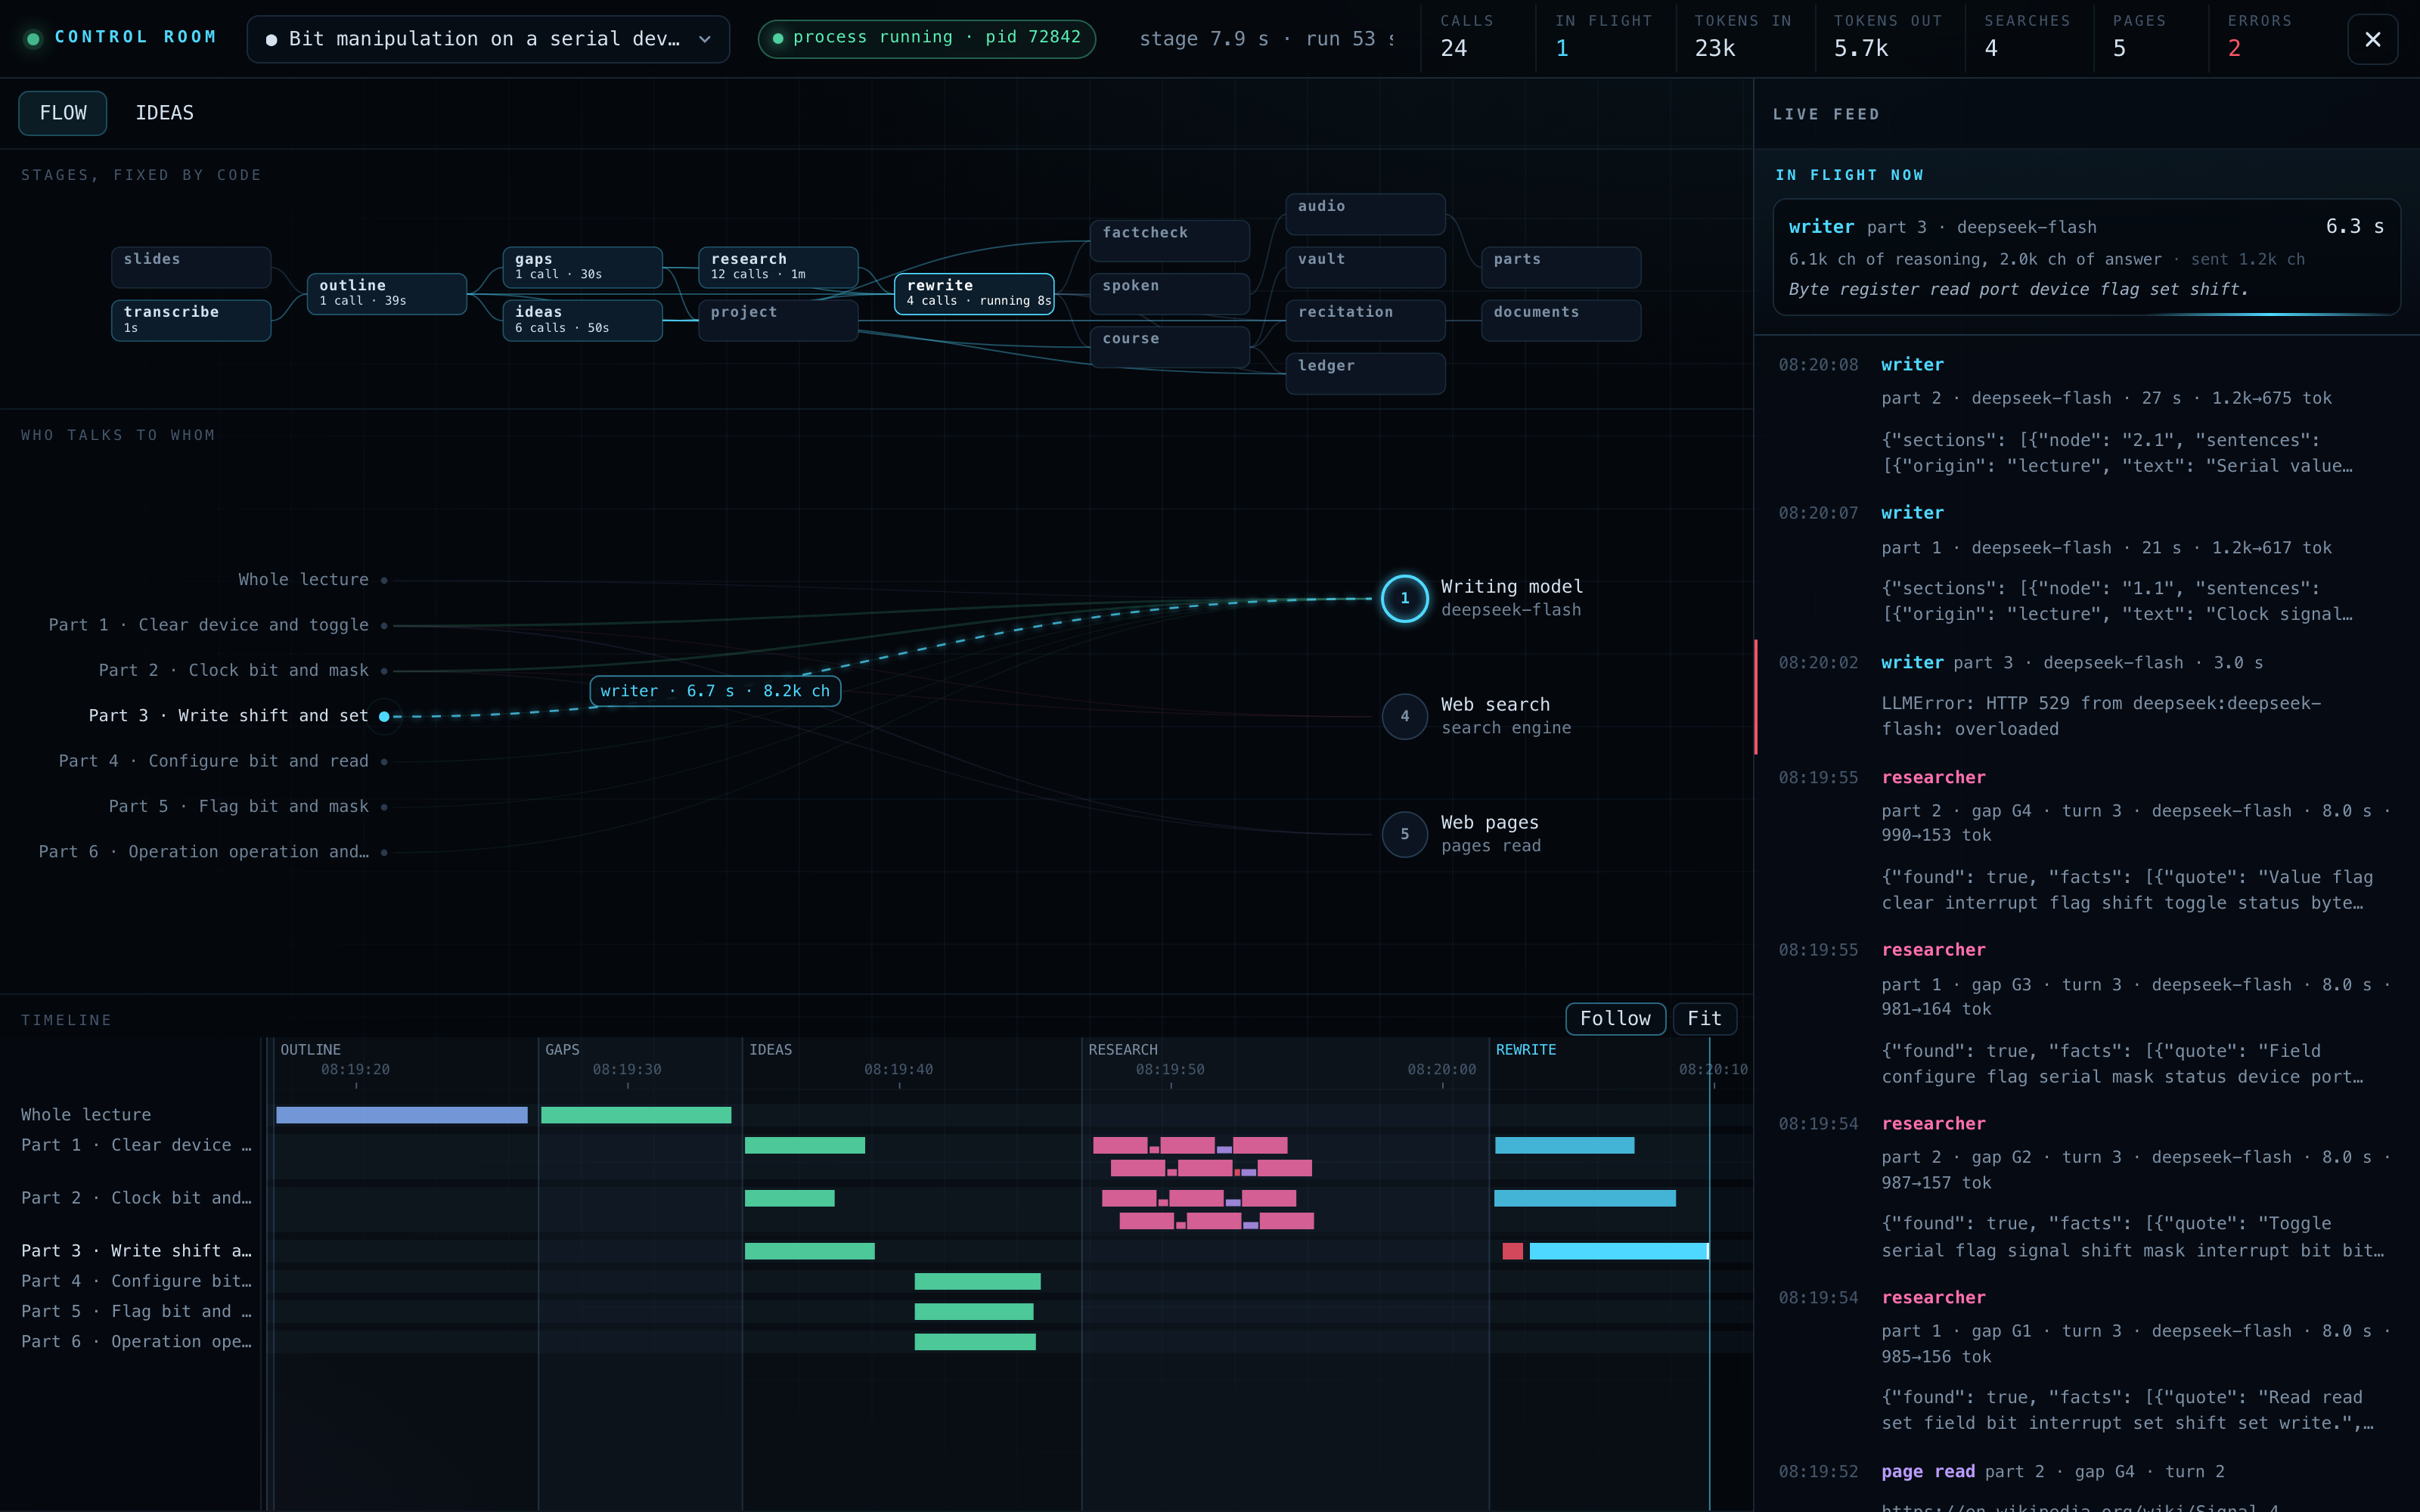 CONTROL ROOM
Bit manipulation on a serial dev…
process running · pid 72842
stage 7.9 s · run 53 s
CALLS
24
IN FLIGHT
1
TOKENS IN
23k
TOKENS OUT
5.7k
SEARCHES
4
PAGES
5
ERRORS
2
FLOW
IDEAS
STAGES, FIXED BY CODE
slides
transcribe
1s
outline
1 call · 39s
gaps
1 call · 30s
ideas
6 calls · 50s
research
12 calls · 1m
project
rewrite
4 calls · running 8s
factcheck
spoken
course
audio
vault
recitation
ledger
parts
documents
WHO TALKS TO WHOM
Whole lecture
Part 1 · Clear device and toggle
Part 2 · Clock bit and mask
Part 3 · Write shift and set
Part 4 · Configure bit and read
Part 5 · Flag bit and mask
Part 6 · Operation operation and…
writer · 6.7 s · 8.2k ch
1
Writing model
deepseek-flash
4
Web search
search engine
5
Web pages
pages read
TIMELINE
Follow
Fit
OUTLINE
GAPS
IDEAS
RESEARCH
REWRITE
08:19:20
08:19:30
08:19:40
08:19:50
08:20:00
08:20:10
Whole lecture
Part 1 · Clear device …
Part 2 · Clock bit and…
Part 3 · Write shift a…
Part 4 · Configure bit…
Part 5 · Flag bit and …
Part 6 · Operation ope…
LIVE FEED
IN FLIGHT NOW
writer part 3 · deepseek-flash
6.3 s
6.1k ch of reasoning, 2.0k ch of answer · sent 1.2k ch
Byte register read port device flag set shift.
08:20:08
writer
part 2 · deepseek-flash · 27 s · 1.2k→675 tok
{"sections": [{"node": "2.1", "sentences":
[{"origin": "lecture", "text": "Serial value…
08:20:07
writer
part 1 · deepseek-flash · 21 s · 1.2k→617 tok
{"sections": [{"node": "1.1", "sentences":
[{"origin": "lecture", "text": "Clock signal…
08:20:02
writer part 3 · deepseek-flash · 3.0 s
LLMError: HTTP 529 from deepseek:deepseek-
flash: overloaded
08:19:55
researcher
part 2 · gap G4 · turn 3 · deepseek-flash · 8.0 s ·
990→153 tok
{"found": true, "facts": [{"quote": "Value flag
clear interrupt flag shift toggle status byte…
08:19:55
researcher
part 1 · gap G3 · turn 3 · deepseek-flash · 8.0 s ·
981→164 tok
{"found": true, "facts": [{"quote": "Field
configure flag serial mask status device port…
08:19:54
researcher
part 2 · gap G2 · turn 3 · deepseek-flash · 8.0 s ·
987→157 tok
{"found": true, "facts": [{"quote": "Toggle
serial flag signal shift mask interrupt bit bit…
08:19:54
researcher
part 1 · gap G1 · turn 3 · deepseek-flash · 8.0 s ·
985→156 tok
{"found": true, "facts": [{"quote": "Read read
set field bit interrupt set shift set write.",…
08:19:52
page read part 2 · gap G4 · turn 2
https://en.wikipedia.org/wiki/Signal_4